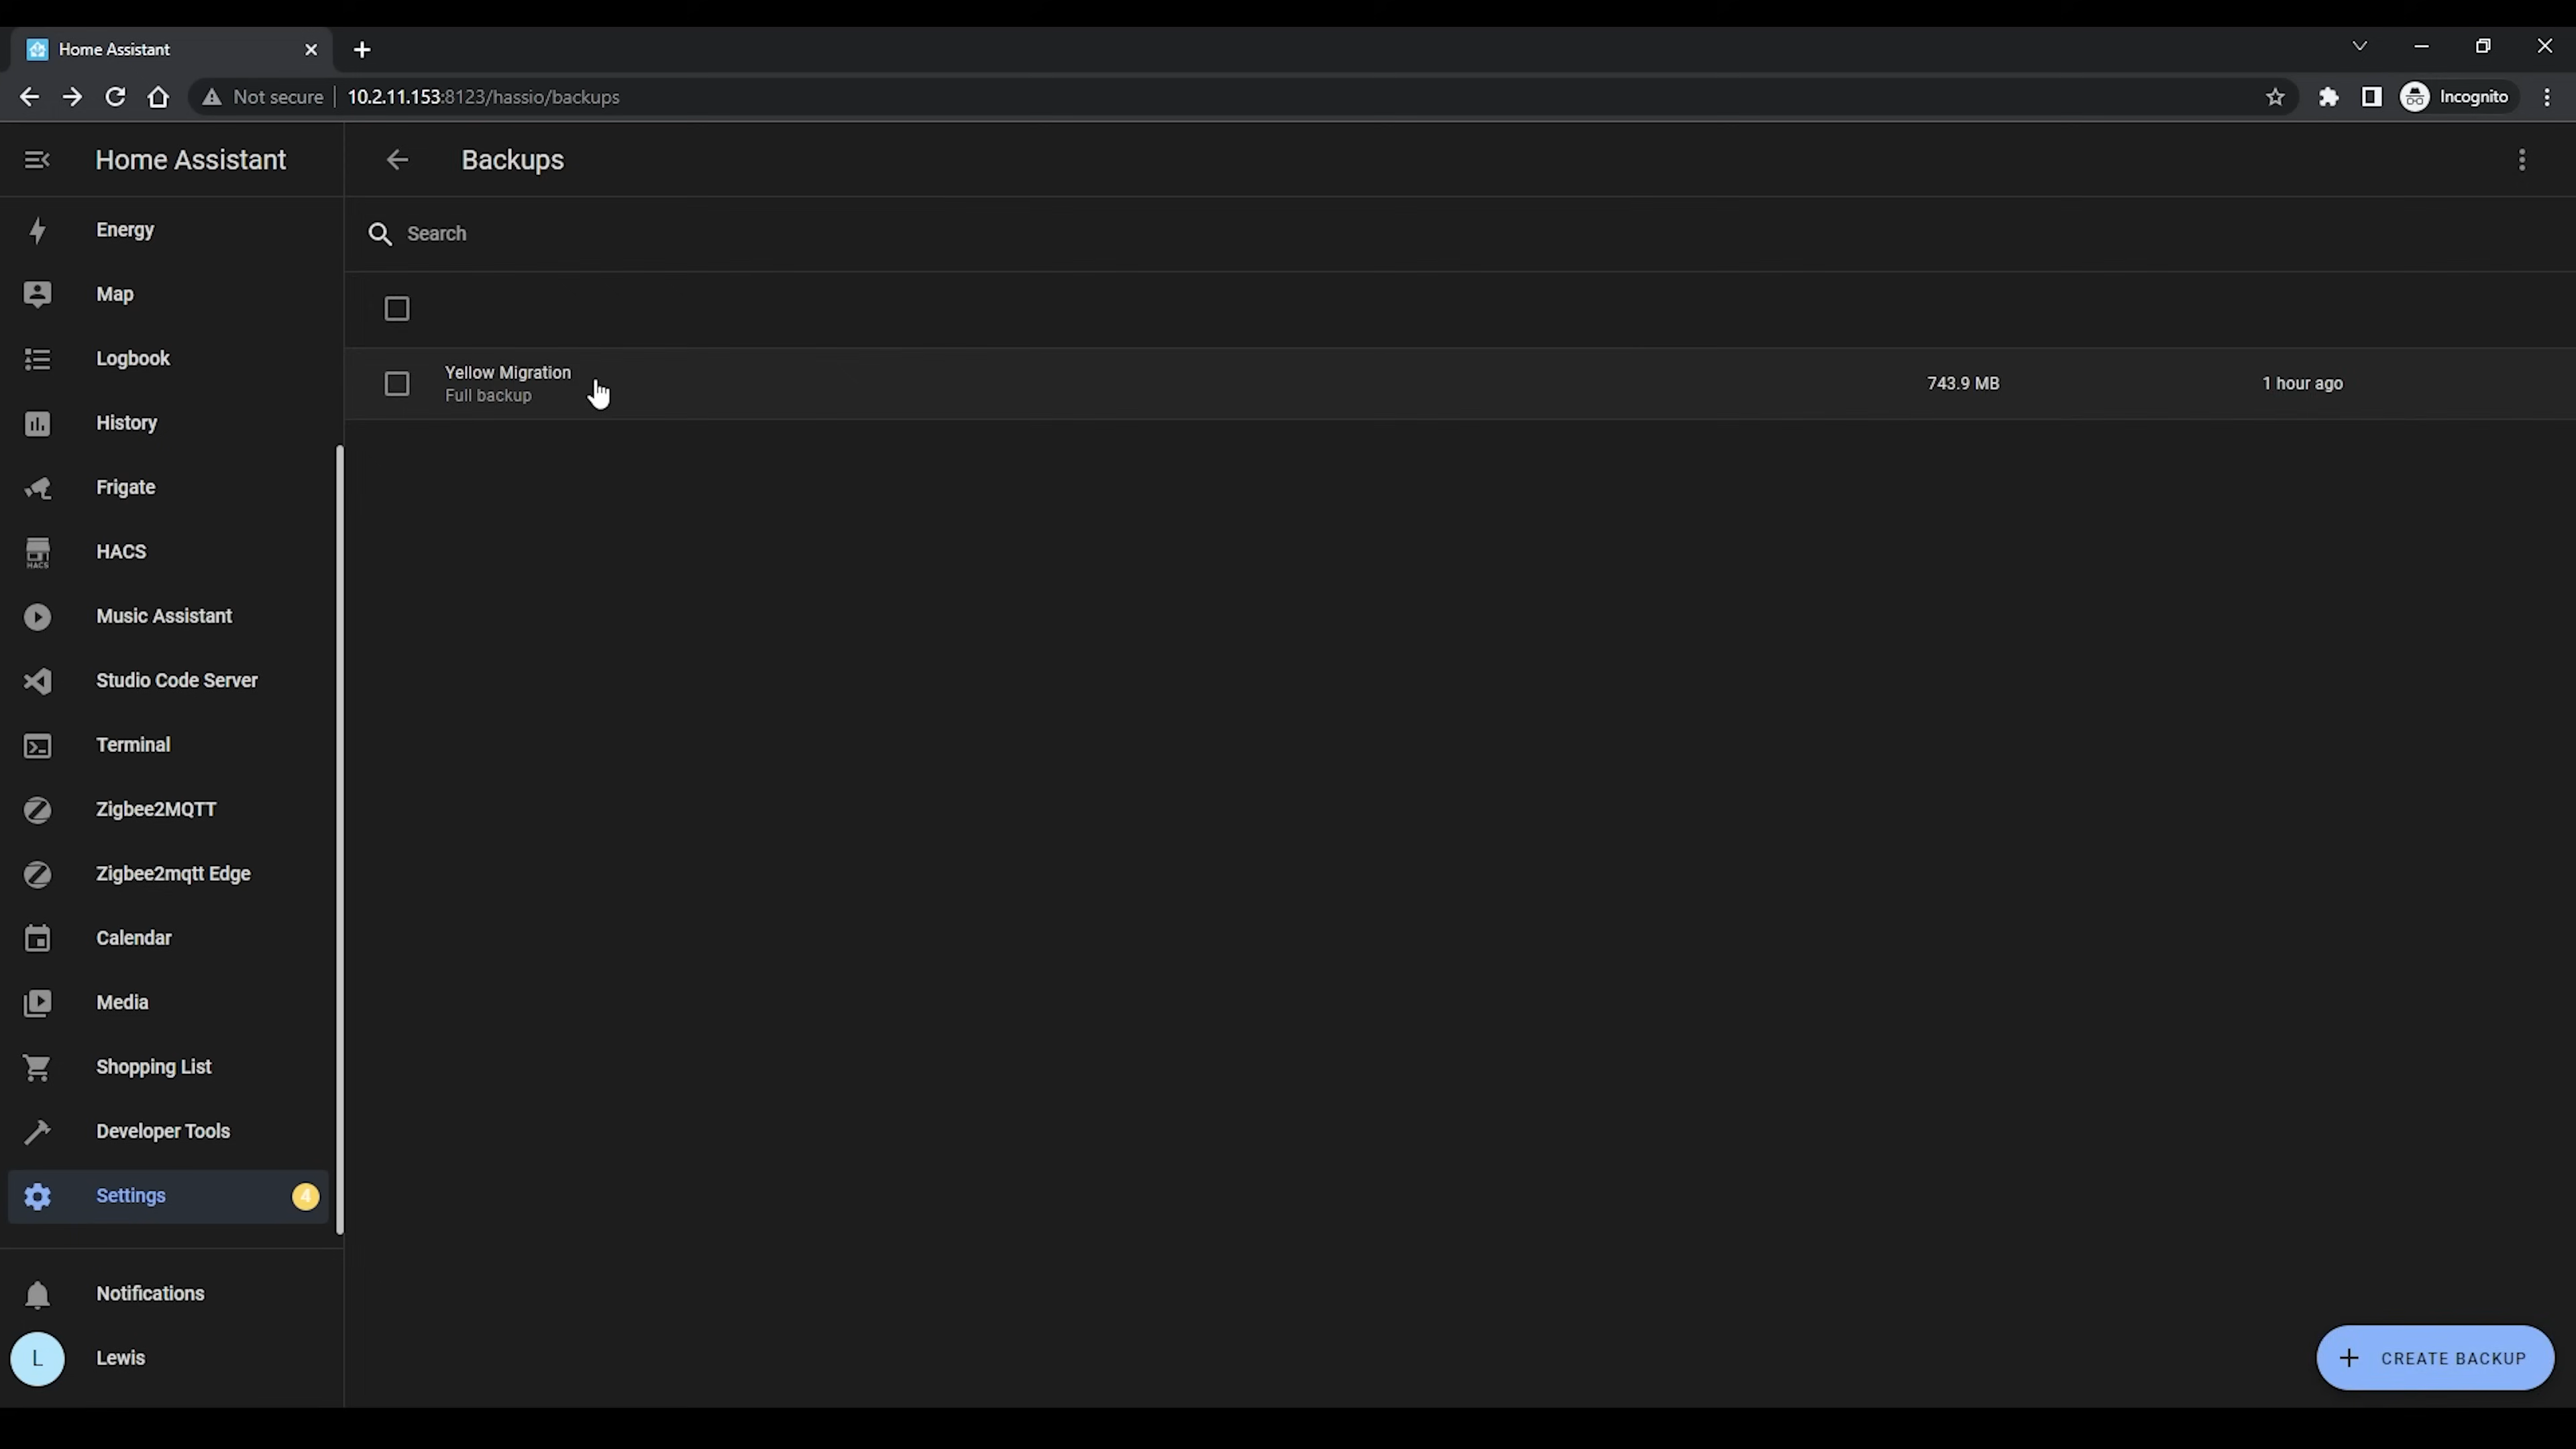 Home Assistant
Not secure
10.2.11.153:8123/hassio/backups
Incognito
Home Assistant
Backups
Energy
Search
Map
Logbook
Yellow Migration
Full backup
743.9 MB
1 hour ago
History
Frigate
HACS
HACS
Music Assistant
Studio Code Server
Terminal
Zigbee2MQTT
Zigbee2mqtt Edge
Calendar
Media
Shopping List
Developer Tools
Settings
4
Notifications
L
Lewis
CREATE BACKUP